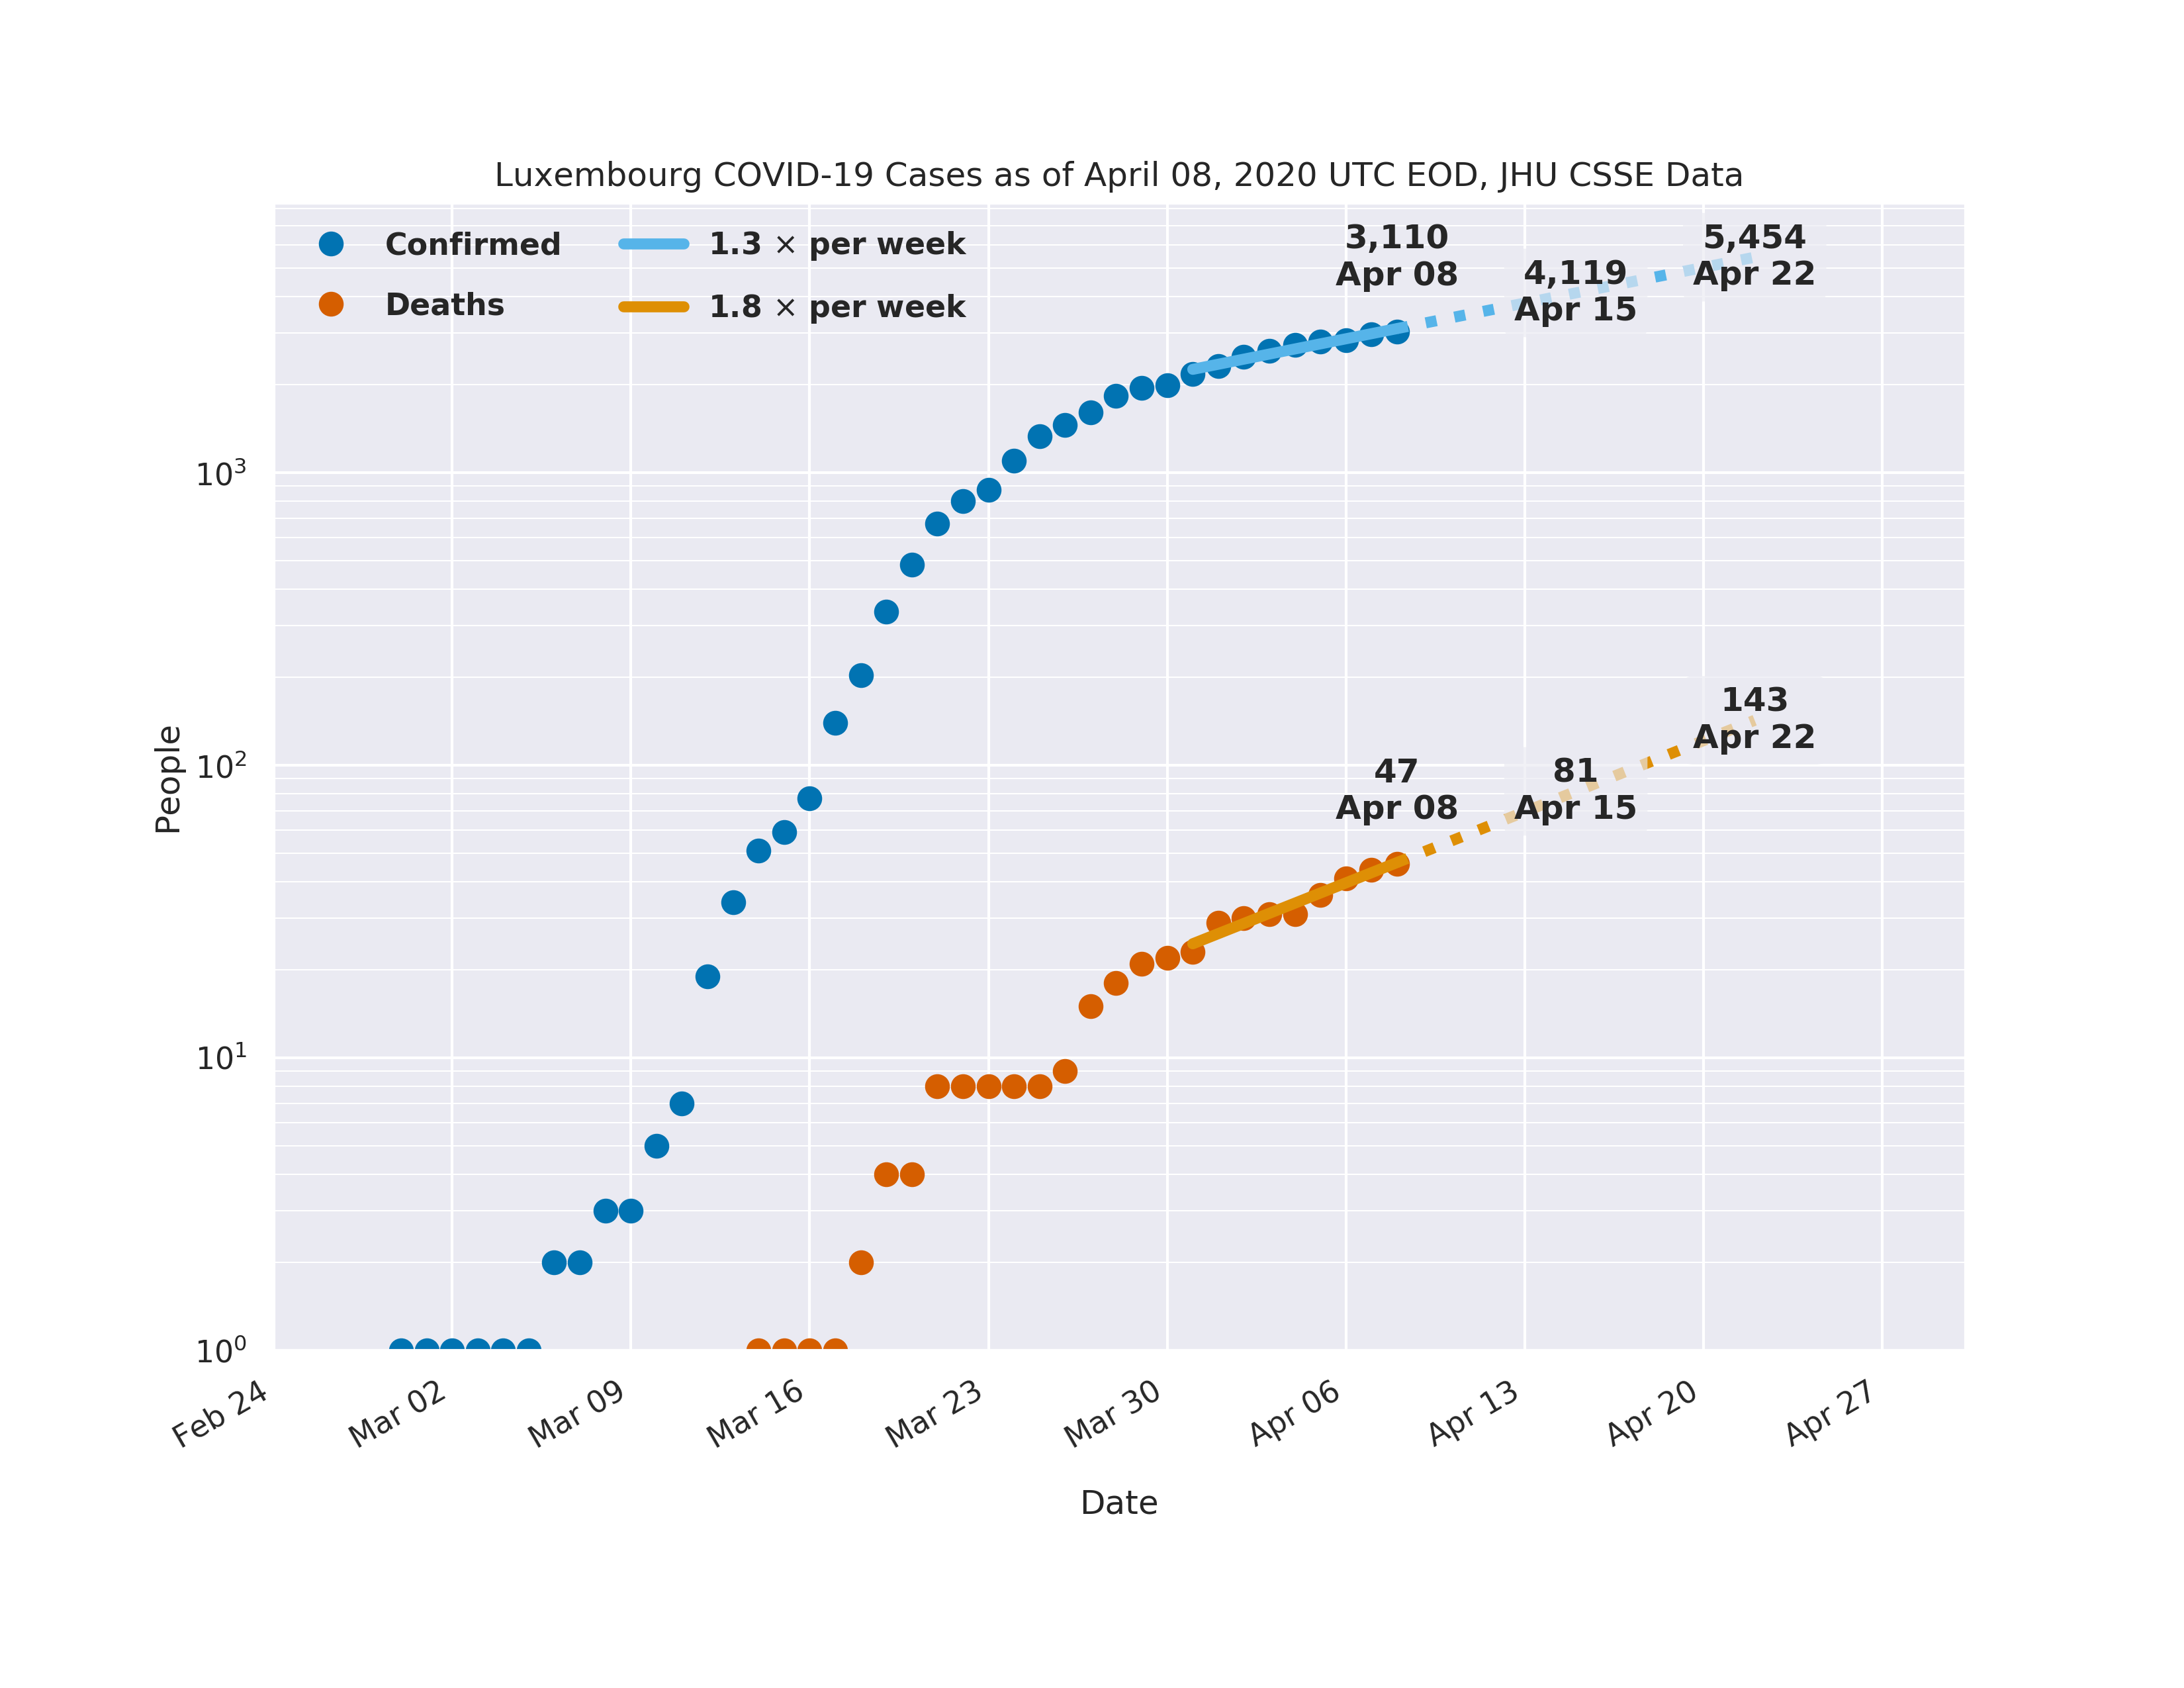 Luxembourg COVID-19 Cases as of April 08, 2020 UTC EOD, JHU CSSE Data
Confirmed
Deaths
1.3 × per week
1.8 × per week
3,110
Apr 08
4,119
Apr 15
5,454
Apr 22
47
Apr 08
81
Apr 15
143
Apr 22
People
10³
10²
10¹
10⁰
Feb 24
Mar 02
Mar 09
Mar 16
Mar 23
Mar 30
Apr 06
Apr 13
Apr 20
Apr 27
Date